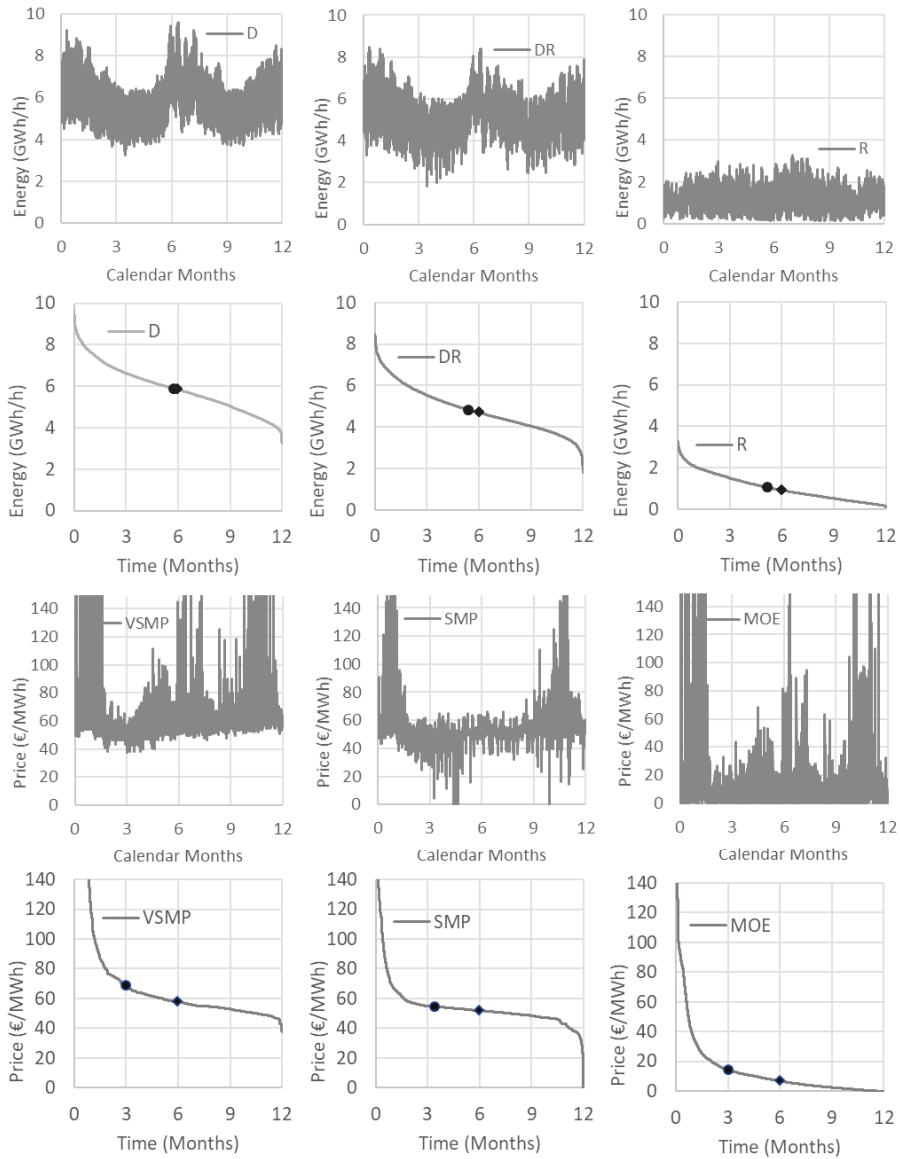 10
8
6
4
2
0
Energy (GWh/h)
D
0 3 6 9 12
Calendar Months
10
8
6
4
2
0
Energy (GWh/h)
DR
0 3 6 9 12
Calendar Months
10
8
6
4
2
0
Energy (GWh/h)
R
0 3 6 9 12
Calendar Months
10
8
6
4
2
0
Energy (GWh/h)
D
0 3 6 9 12
Time (Months)
10
8
6
4
2
0
Energy (GWh/h)
DR
0 3 6 9 12
Time (Months)
10
8
6
4
2
0
Energy (GWh/h)
R
0 3 6 9 12
Time (Months)
140
120
100
80
60
40
20
0
Price (€/MWh)
VSMP
0 3 6 9 12
Calendar Months
140
120
100
80
60
40
20
0
Price (€/MWh)
SMP
0 3 6 9 12
Calendar Months
140
120
100
80
60
40
20
0
Price (€/MWh)
MOE
0 3 6 9 12
Calendar Months
140
120
100
80
60
40
20
0
Price (€/MWh)
VSMP
0 3 6 9 12
Time (Months)
140
120
100
80
60
40
20
0
Price (€/MWh)
SMP
0 3 6 9 12
Time (Months)
140
120
100
80
60
40
20
0
Price (€/MWh)
MOE
0 3 6 9 12
Time (Months)